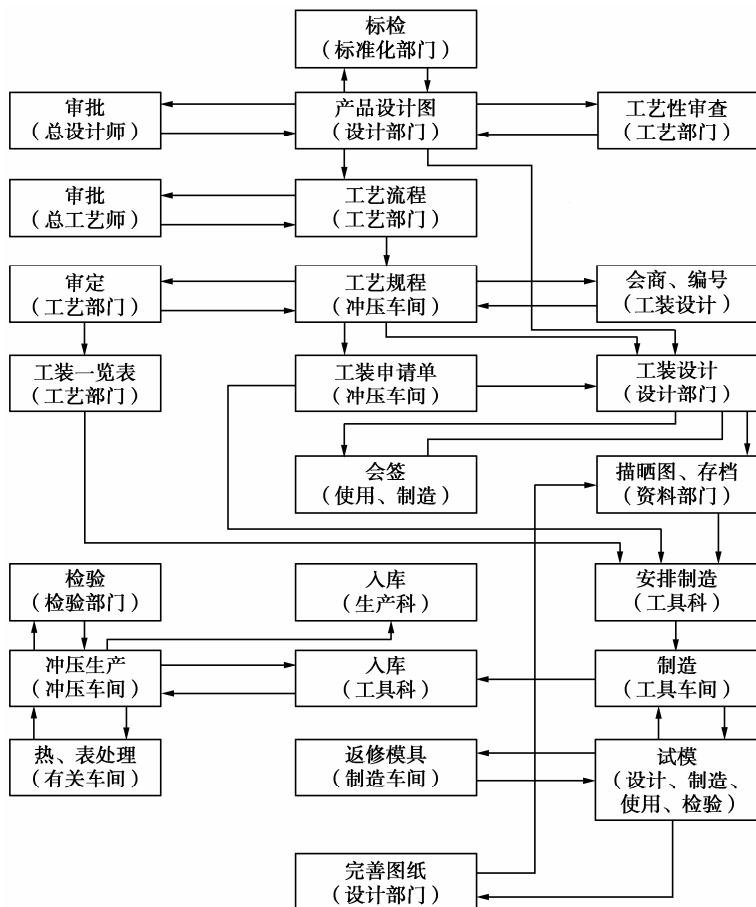 标检
（标准化部门）
审批
（总设计师）
产品设计图
（设计部门）
工艺性审查
（工艺部门）
审批
（总工艺师）
工艺流程
（工艺部门）
审定
（工艺部门）
工艺规程
（冲压车间）
会商、编号
（工装设计）
工装一览表
（工艺部门）
工装申请单
（冲压车间）
工装设计
（设计部门）
会签
（使用、制造）
描晒图、存档
（资料部门）
检验
（检验部门）
入库
（生产科）
安排制造
（工具科）
冲压生产
（冲压车间）
入库
（工具科）
制造
（工具车间）
热、表处理
（有关车间）
返修模具
（制造车间）
试模
（设计、制造、
使用、检验）
完善图纸
（设计部门）